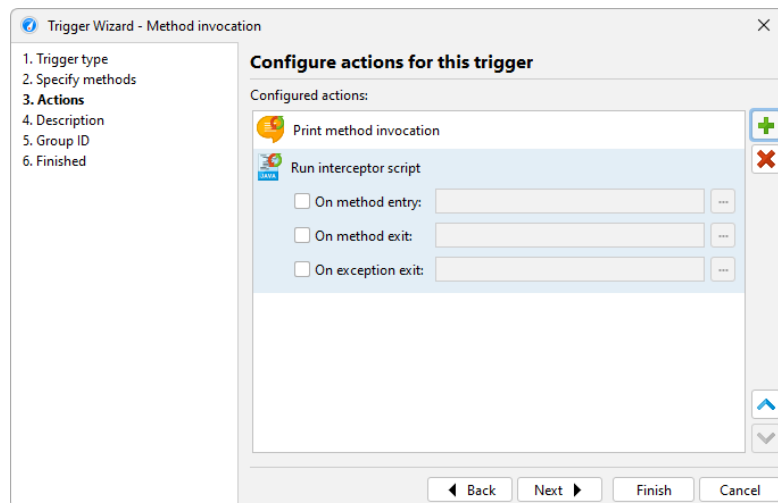 Trigger Wizard - Method invocation
1. Trigger type
2. Specify methods
3. Actions
4. Description
5. Group ID
6. Finished
Configure actions for this trigger
Configured actions:
Print method invocation
JAVA
Run interceptor script
On method entry:
...
On method exit:
...
On exception exit:
...
Back
Next
Finish
Cancel